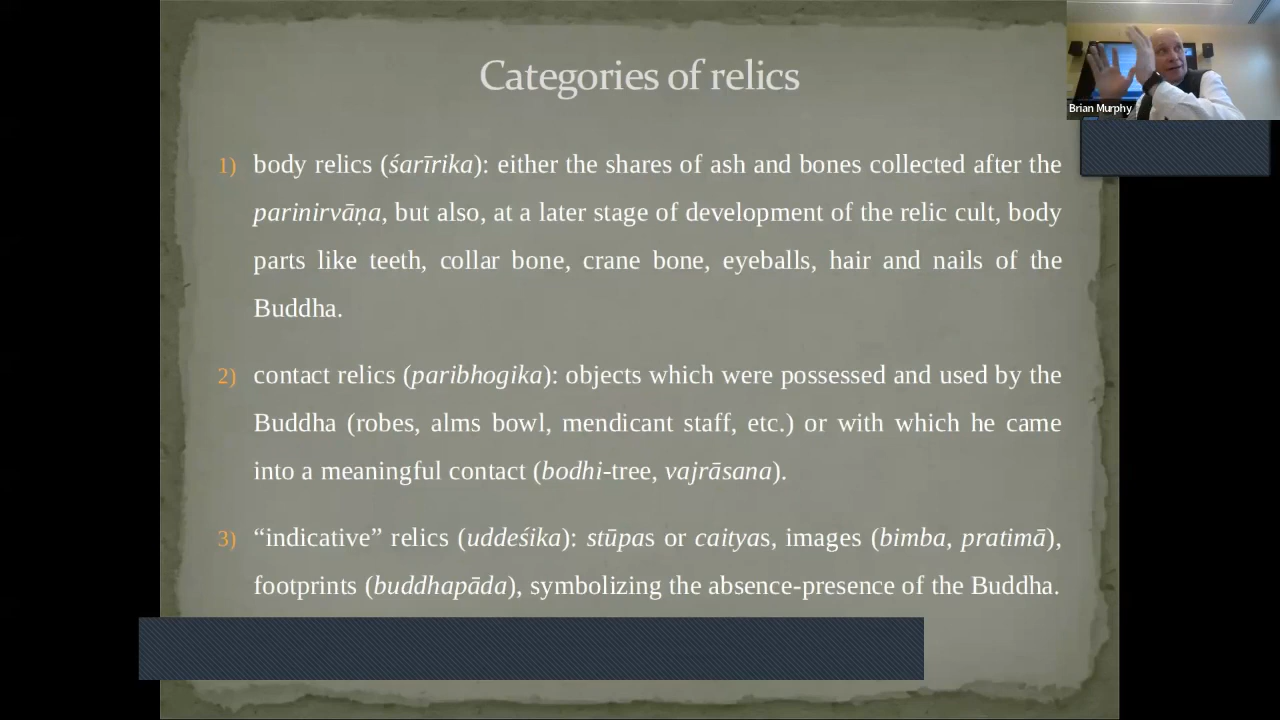 Categories of relics
Brian Murphy
1) body relics (śarīrika): either the shares of ash and bones collected after the
parinirvāṇa, but also, at a later stage of development of the relic cult, body
parts like teeth, collar bone, crane bone, eyeballs, hair and nails of the
Buddha.
2) contact relics (paribhogika): objects which were possessed and used by the
Buddha (robes, alms bowl, mendicant staff, etc.) or with which he came
into a meaningful contact (bodhi-tree, vajrāsana).
3) “indicative” relics (uddeśika): stūpas or caityas, images (bimba, pratimā),
footprints (buddhapāda), symbolizing the absence-presence of the Buddha.